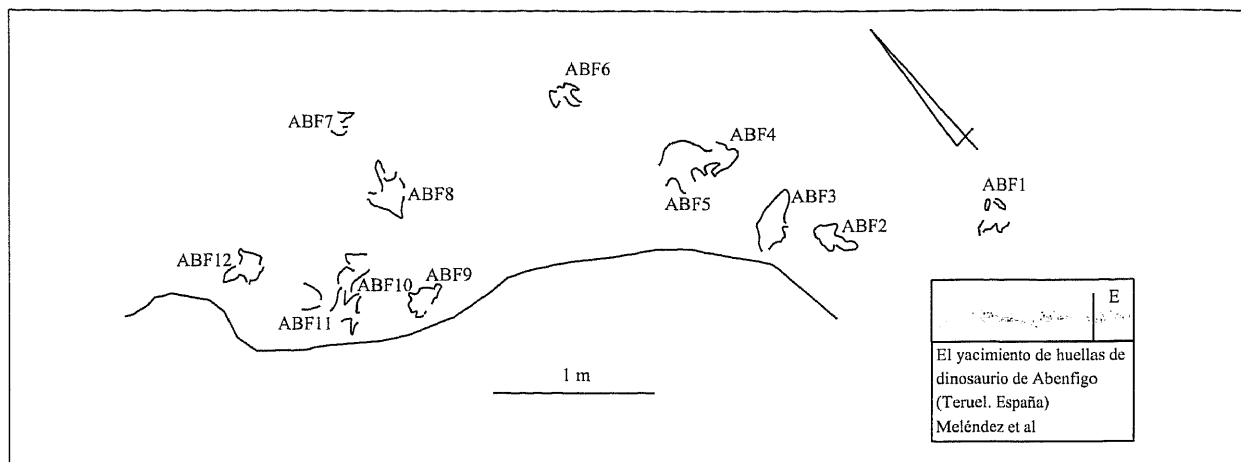 ABF6
ABF7
ABF4
ABF1
ABF8
ABF5
ABF3
ABF2
ABF12
ABF10
ABF9
ABF11
1 m
E
El yacimiento de huellas de
dinosaurio de Abenfigo
(Teruel. España)
Meléndez et al